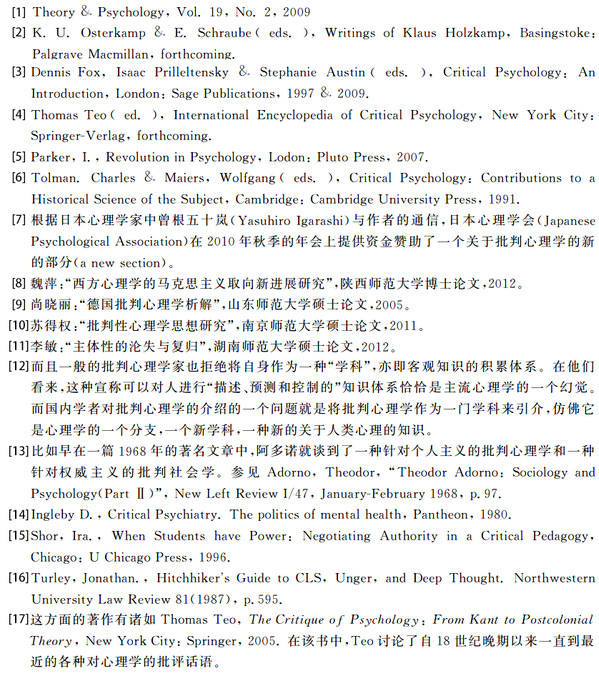 [1] Theory & Psychology, Vol. 19, No. 2, 2009
[2] K. U. Osterkamp & E. Schraube( eds. ), Writings of Klaus Holzkamp, Basingstoke:
Palgrave Macmillan, forthcoming.
[3] Dennis Fox, Isaac Prilleltensky & Stephanie Austin( eds. ), Critical Psychology: An
Introduction, London: Sage Publications, 1997 & 2009.
[4] Thomas Teo( ed. ), International Encyclopedia of Critical Psychology, New York City:
Springer-Verlag, forthcoming.
[5] Parker, I. , Revolution in Psychology, Lodon: Pluto Press, 2007.
[6] Tolman. Charles & Maiers, Wolfgang( eds. ), Critical Psychology: Contributions to a
Historical Science of the Subject, Cambridge: Cambridge University Press, 1991.
[7] 根据日本心理学家中曾根五十岚(Yasuhiro Igarashi)与作者的通信,日本心理学会(Japanese
Psychological Association)在 2010 年秋季的年会上提供资金赞助了一个关于批判心理学的新
的部分(a new section)。
[8] 魏萍:“西方心理学的马克思主义取向新进展研究”,陕西师范大学博士论文,2012。
[9] 尚晓丽:“德国批判心理学析解”,山东师范大学硕士论文,2005。
[10] 苏得权:“批判性心理学思想研究”,南京师范大学硕士论文,2011。
[11] 李敏:“主体性的沦失与复归”,湖南师范大学硕士论文,2012。
[12] 而且一般的批判心理学家也拒绝将自身作为一种“学科”,亦即客观知识的积累体系。在他们
看来,这种宣称可以对人进行“描述、预测和控制的”知识体系恰恰是主流心理学的一个幻觉。
而国内学者对批判心理学的介绍的一个问题就是将批判心理学作为一门学科来引介,仿佛它
是心理学的一个分支,一个新学科,一种新的关于人类心理的知识。
[13] 比如早在一篇 1968 年的著名文章中,阿多诺就谈到了一种针对个人主义的批判心理学和一种
针对权威主义的批判社会学。参见 Adorno, Theodor, “Theodor Adorno: Sociology and
Psychology(Part Ⅱ)”, New Left Review I/47, January-February 1968, p. 97.
[14] Ingleby D. , Critical Psychiatry. The politics of mental health, Pantheon, 1980.
[15] Shor, Ira. , When Students have Power: Negotiating Authority in a Critical Pedagogy,
Chicago: U Chicago Press, 1996.
[16] Turley, Jonathan. , Hitchhiker's Guide to CLS, Unger, and Deep Thought. Northwestern
University Law Review 81(1987), p. 595.
[17] 这方面的著作有诸如 Thomas Teo, The Critique of Psychology: From Kant to Postcolonial
Theory, New York City: Springer, 2005. 在该书中,Teo 讨论了自 18 世纪晚期以来一直到最
近的各种对心理学的批评话语。